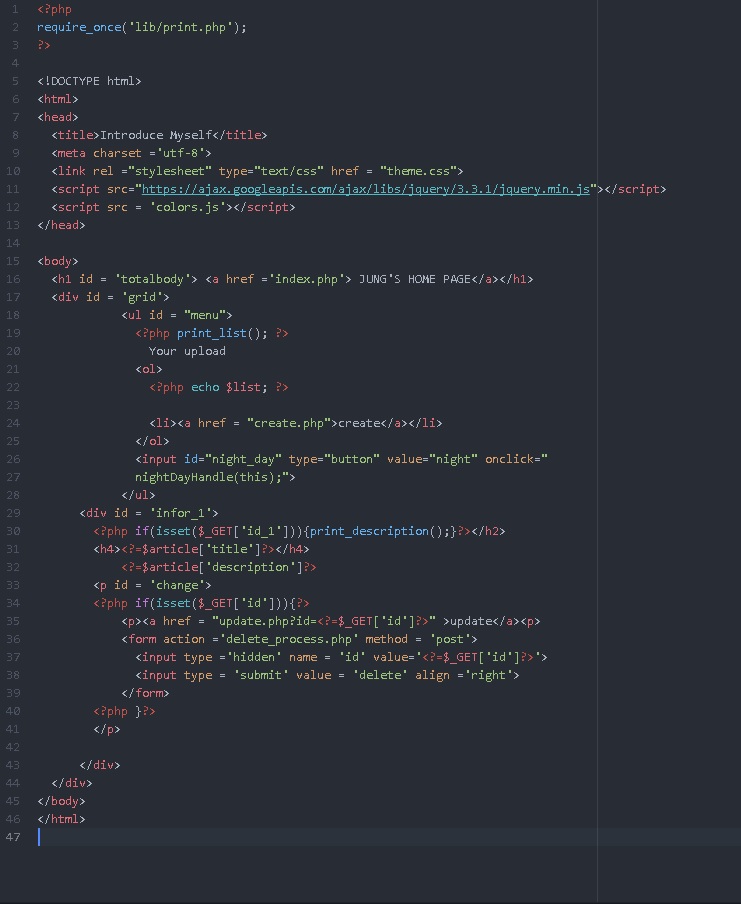 1 <?php
2 require_once('lib/print.php');
3 ?>
4
5 <!DOCTYPE html>
6 <html>
7 <head>
8   <title>Introduce Myself</title>
9   <meta charset ='utf-8'>
10   <link rel ="stylesheet" type="text/css" href = "theme.css">
11   <script src="https://ajax.googleapis.com/ajax/libs/jquery/3.3.1/jquery.min.js"></script>
12   <script src = 'colors.js'></script>
13 </head>
14
15 <body>
16   <h1 id = 'totalbody'> <a href ='index.php'> JUNG'S HOME PAGE</a></h1>
17   <div id = 'grid'>
18             <ul id = "menu">
19               <?php print_list(); ?>
20                 Your upload
21               <ol>
22                 <?php echo $list; ?>
23
24                 <li><a href = "create.php">create</a></li>
25               </ol>
26               <input id="night_day" type="button" value="night" onclick="
27               nightDayHandle(this);">
28             </ul>
29       <div id = 'infor_1'>
30         <?php if(isset($_GET['id_1'])){print_description();}?></h2>
31         <h4><?=$article['title']?></h4>
32             <?=$article['description']?>
33         <p id = 'change'>
34         <?php if(isset($_GET['id'])){?>
35             <p><a href = "update.php?id=<?=$_GET['id']?>" >update</a><p>
36             <form action ='delete_process.php' method = 'post'>
37               <input type ='hidden' name = 'id' value='<?=$_GET['id']?>'>
38               <input type = 'submit' value = 'delete' align ='right'>
39             </form>
40         <?php }?>
41             </p>
42
43       </div>
44   </div>
45 </body>
46 </html>
47